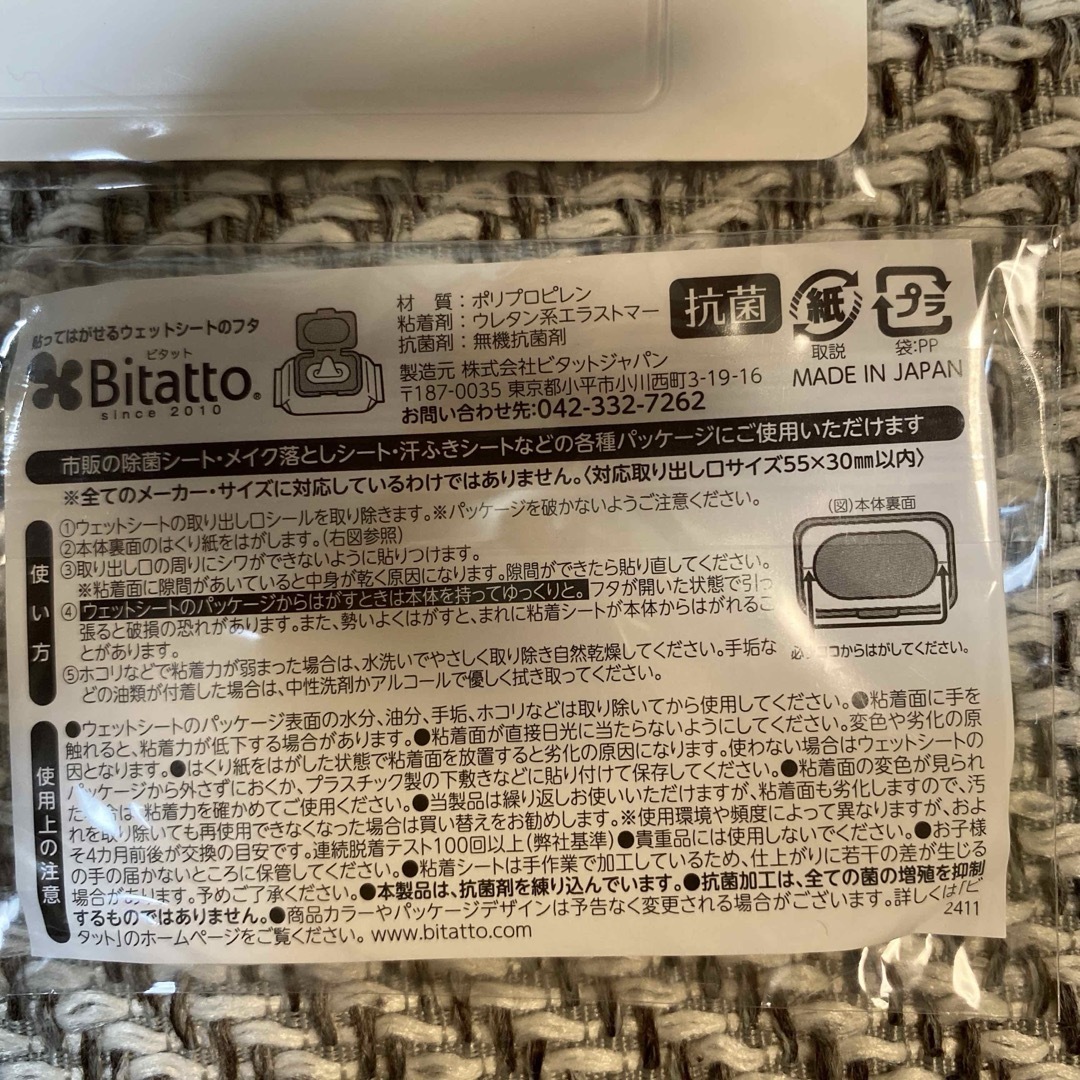 貼ってはがせるウェットシートのフタ
ビタット
Bitatto®
since 2010
材 質：ポリプロピレン
粘着剤：ウレタン系エラストマー
抗菌剤：無機抗菌剤
製造元 株式会社ビタットジャパン
〒187-0035 東京都小平市小川西町3-19-16
お問い合わせ先：042-332-7262
抗菌
紙
取説
プラ
袋：PP
MADE IN JAPAN
市販の除菌シート・メイク落としシート・汗ふきシートなどの各種パッケージにご使用いただけます
※全てのメーカー・サイズに対応しているわけではありません。〈対応取り出し口サイズ55×30㎜以内〉
使い方
①ウェットシートの取り出し口シールを取り除きます。※パッケージを破かないようご注意ください。
②本体裏面のはくり紙をはがします。（右図参照）
③取り出し口の周りにシワができないように貼りつけます。
※粘着面に隙間があいていると中身が乾く原因になります。隙間ができたら貼り直してください。
④ウェットシートのパッケージからはがすときは本体を持ってゆっくりと。フタが開いた状態で引っ
張ると破損の恐れがあります。また、勢いよくはがすと、まれに粘着シートが本体からはがれるこ
とがあります。
⑤ホコリなどで粘着力が弱まった場合は、水洗いでやさしく取り除き自然乾燥してください。手垢な
どの油類が付着した場合は、中性洗剤かアルコールで優しく拭き取ってください。
（図）本体裏面
必ずココからはがしてください。
使用上の注意
●ウェットシートのパッケージ表面の水分、油分、手垢、ホコリなどは取り除いてから使用してください。●粘着面に手を
触れると、粘着力が低下する場合があります。●粘着面が直接日光に当たらないようにしてください。変色や劣化の原
因となります。●はくり紙をはがした状態で粘着面を放置すると劣化の原因になります。使わない場合はウェットシートの
パッケージから外さずにおくか、プラスチック製の下敷きなどに貼り付けて保存してください。●粘着面の変色が見られ
た場合は、粘着力を確かめてご使用ください。●当製品は繰り返しお使いいただけますが、粘着面も劣化しますので、汚
れを取り除いても再使用できなくなった場合は買い替えをお勧めします。※使用環境や頻度によって異なりますが、およ
そ4カ月前後が交換の目安です。連続脱着テスト100回以上（弊社基準）●貴重品には使用しないでください。●お子様
の手の届かないところに保管してください。●粘着シートは手作業で加工しているため、仕上がりに若干の差が生じる
場合があります。予めご了承ください。●本製品は、抗菌剤を練り込んでいます。●抗菌加工は、全ての菌の増殖を抑制
するものではありません。●商品カラーやパッケージデザインは予告なく変更される場合がございます。詳しくは「ビ
タット」のホームページをご覧ください。 www.bitatto.com
2411